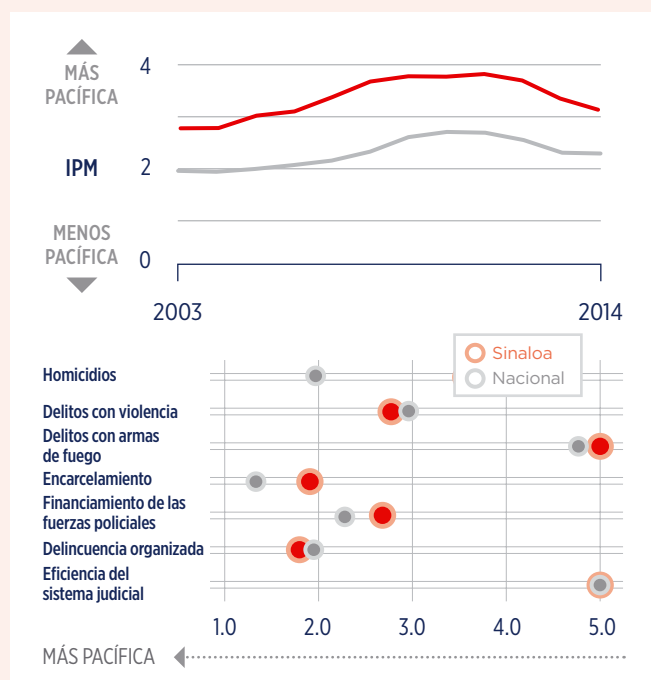 MÁS
PACÍFICA
4
IPM
2
MENOS
PACÍFICA
0
2003
2014
Sinaloa
Nacional
Homicidios
Delitos con violencia
Delitos con armas
de fuego
Encarcelamiento
Financiamiento de las
fuerzas policiales
Delincuencia organizada
Eficiencia del
sistema judicial
1.0 2.0 3.0 4.0 5.0
MÁS PACÍFICA